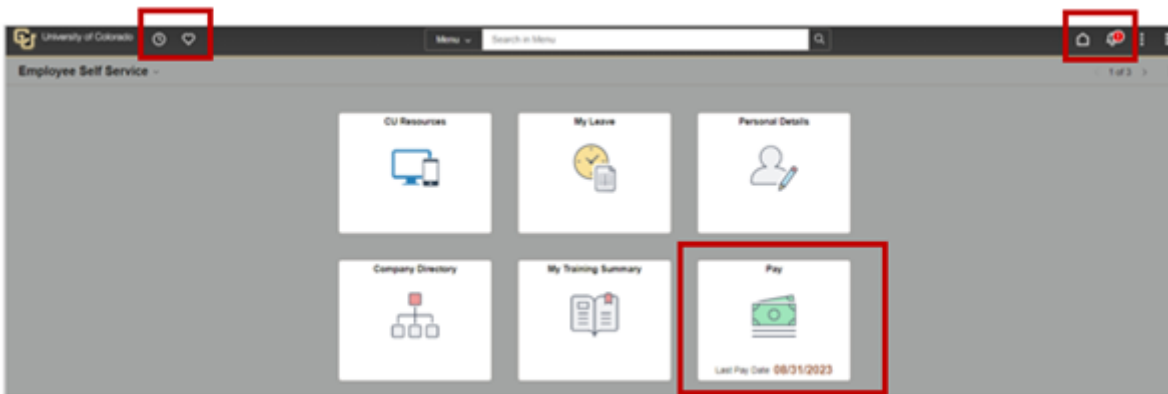 University of Colorado Menu Search in Menu
Employee Self Service 1 of 3
CU Resources My Leave Personal Details
Company Directory My Training Summary Pay
Last Pay Date 08/31/2023